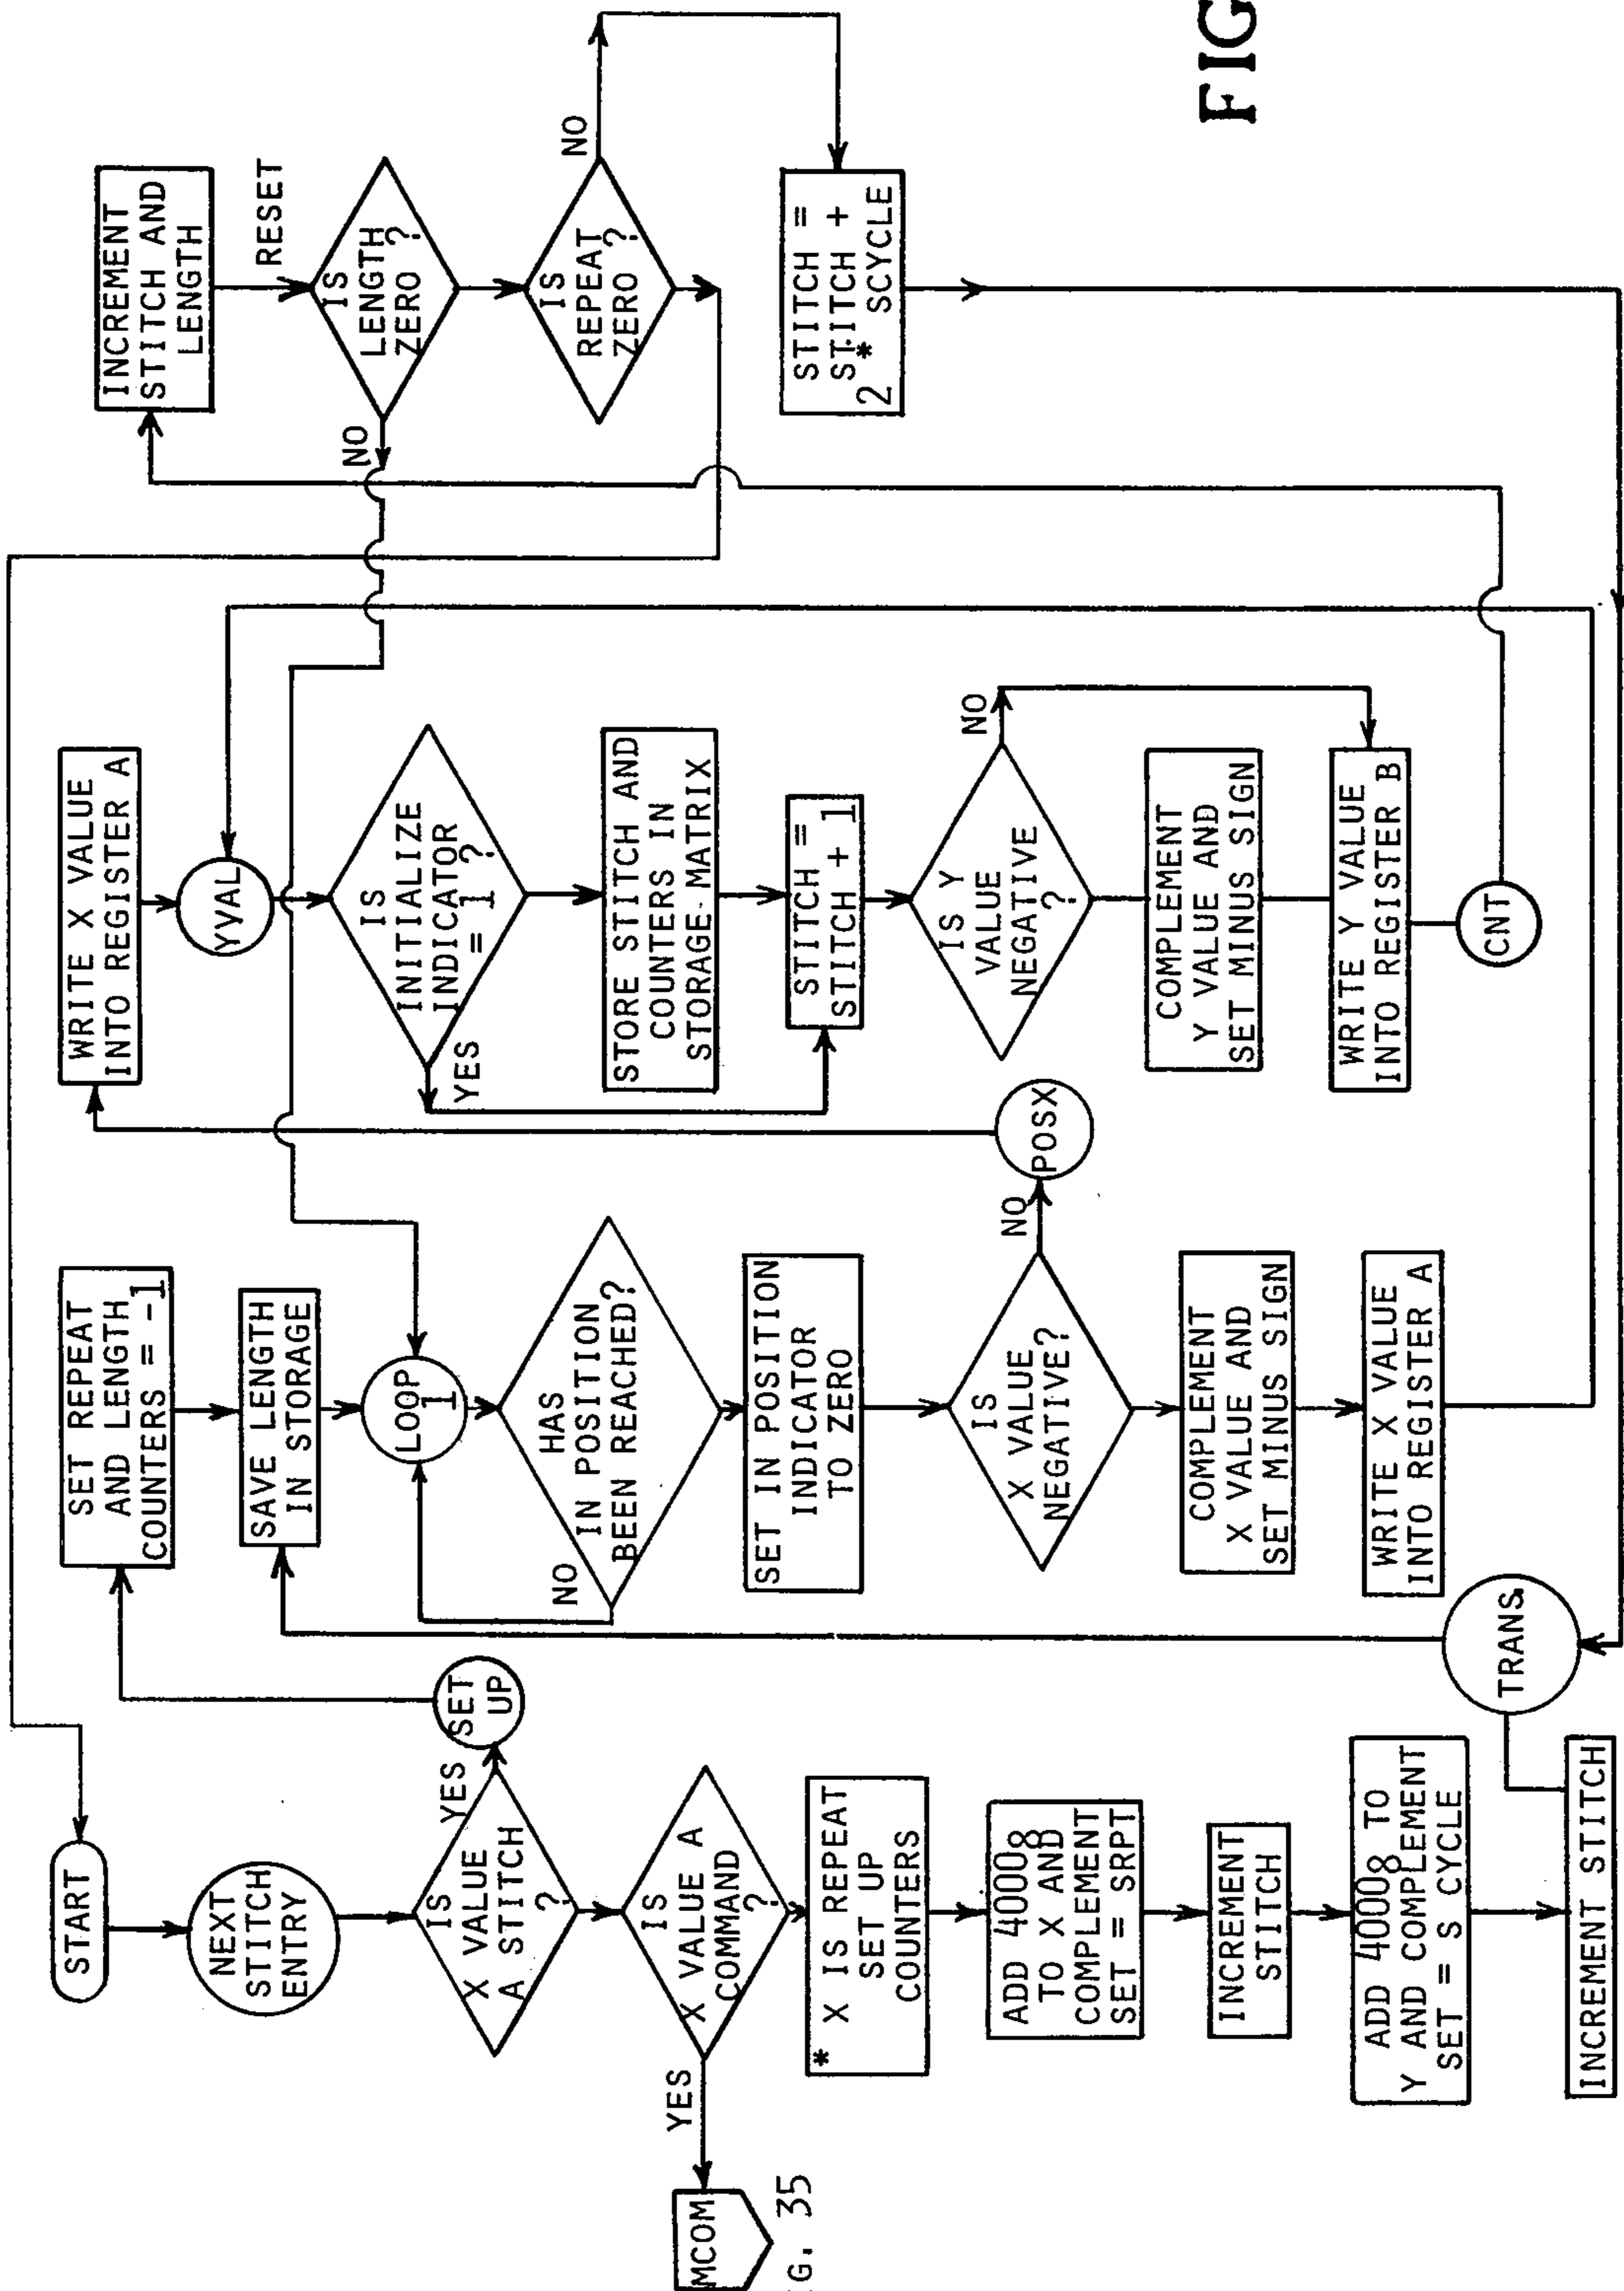 START
NEXT
STITCH
ENTRY
IS
X VALUE
A STITCH
?
YES
SET
UP
IS
X VALUE A
COMMAND
?
YES
MCOM
G. 35
* X IS REPEAT
SET UP
COUNTERS
ADD 4000₈
TO X AND
COMPLEMENT
SET = SRPT
INCREMENT
STITCH
ADD 4000₈ TO
Y AND COMPLEMENT
SET = S CYCLE
INCREMENT STITCH
TRANS.
SET REPEAT
AND LENGTH
COUNTERS = -1
SAVE LENGTH
IN STORAGE
LOOP
1
HAS
IN POSITION
BEEN REACHED?
NO
SET IN POSITION
INDICATOR
TO ZERO
IS
X VALUE
NEGATIVE?
NO
POSX
COMPLEMENT
X VALUE AND
SET MINUS SIGN
WRITE X VALUE
INTO REGISTER A
WRITE X VALUE
INTO REGISTER A
YVAL
IS
INITIALIZE
INDICATOR
= 1 ?
YES
STORE STITCH AND
COUNTERS IN
STORAGE MATRIX
STITCH =
STITCH + 1
IS Y
VALUE
NEGATIVE
?
NO
COMPLEMENT
Y VALUE AND
SET MINUS SIGN
WRITE Y VALUE
INTO REGISTER B
CNT
INCREMENT
STITCH AND
LENGTH
RESET
IS
LENGTH
ZERO ?
NO
IS
REPEAT
ZERO ?
NO
STITCH =
STITCH +
2 * SCYCLE
FIG